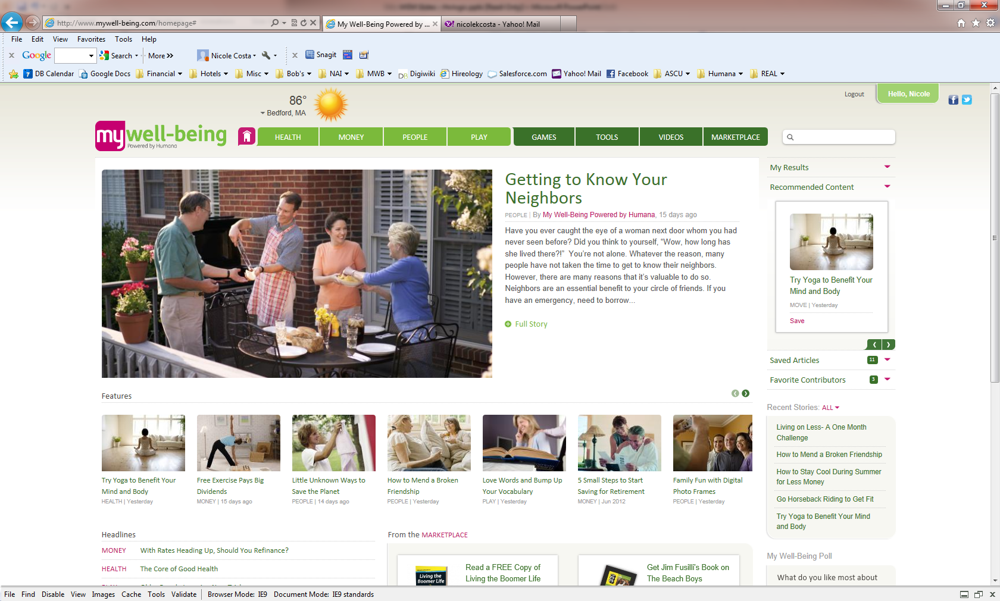 http://www.mywell-being.com/homepage#
My Well-Being Powered by ...
nicolekcosta - Yahoo! Mail
File Edit View Favorites Tools Help
Google Search More »
Nicole Costa
Snagit
DB Calendar Google Docs Financial Hotels Misc Bob's NAI MWB Digiwiki Hireology Salesforce.com Yahoo! Mail Facebook ASCU Humana REAL
86°
Bedford, MA
Logout
Hello, Nicole
my well-being
Powered by Humana
HEALTH MONEY PEOPLE PLAY GAMES TOOLS VIDEOS MARKETPLACE
Getting to Know Your
Neighbors
PEOPLE | By My Well-Being Powered by Humana, 15 days ago
Have you ever caught the eye of a woman next door whom you had
never seen before? Did you think to yourself, “Wow, how long has
she lived there?!” You’re not alone. Whatever the reason, many
people have not taken the time to get to know their neighbors.
However, there are many reasons that it’s valuable to do so.
Neighbors are an essential benefit to your circle of friends. If you
have an emergency, need to borrow...
Full Story
My Results
Recommended Content
Try Yoga to Benefit Your
Mind and Body
MOVE | Yesterday
Save
Saved Articles 11
Favorite Contributors 3
Features
Try Yoga to Benefit Your
Mind and Body
HEALTH | Yesterday
Free Exercise Pays Big
Dividends
MONEY | 15 days ago
Little Unknown Ways to
Save the Planet
PEOPLE | 14 days ago
How to Mend a Broken
Friendship
PEOPLE | Yesterday
Love Words and Bump Up
Your Vocabulary
PLAY | Yesterday
5 Small Steps to Start
Saving for Retirement
MONEY | Jun 2012
Family Fun with Digital
Photo Frames
PEOPLE | Yesterday
Recent Stories: ALL
Living on Less- A One Month
Challenge
How to Mend a Broken Friendship
How to Stay Cool During Summer
for Less Money
Go Horseback Riding to Get Fit
Try Yoga to Benefit Your Mind
and Body
Headlines
MONEY With Rates Heading Up, Should You Refinance?
HEALTH The Core of Good Health
From the MARKETPLACE
Living the
Boomer Life
Read a FREE Copy of
Living the Boomer Life
Get Jim Fusilli's Book on
The Beach Boys
My Well-Being Poll
What do you like most about
File Find Disable View Images Cache Tools Validate Browser Mode: IE9 Document Mode: IE9 standards